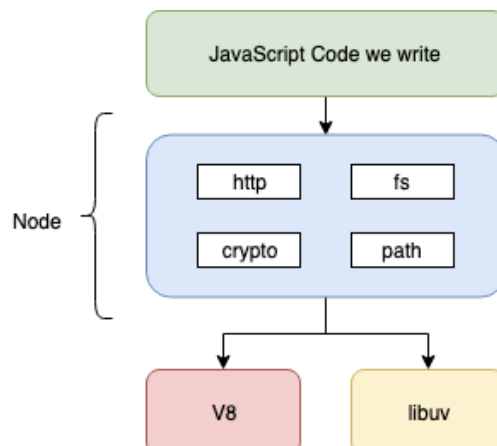 JavaScript Code we write
http
fs
Node
crypto
path
V8
libuv